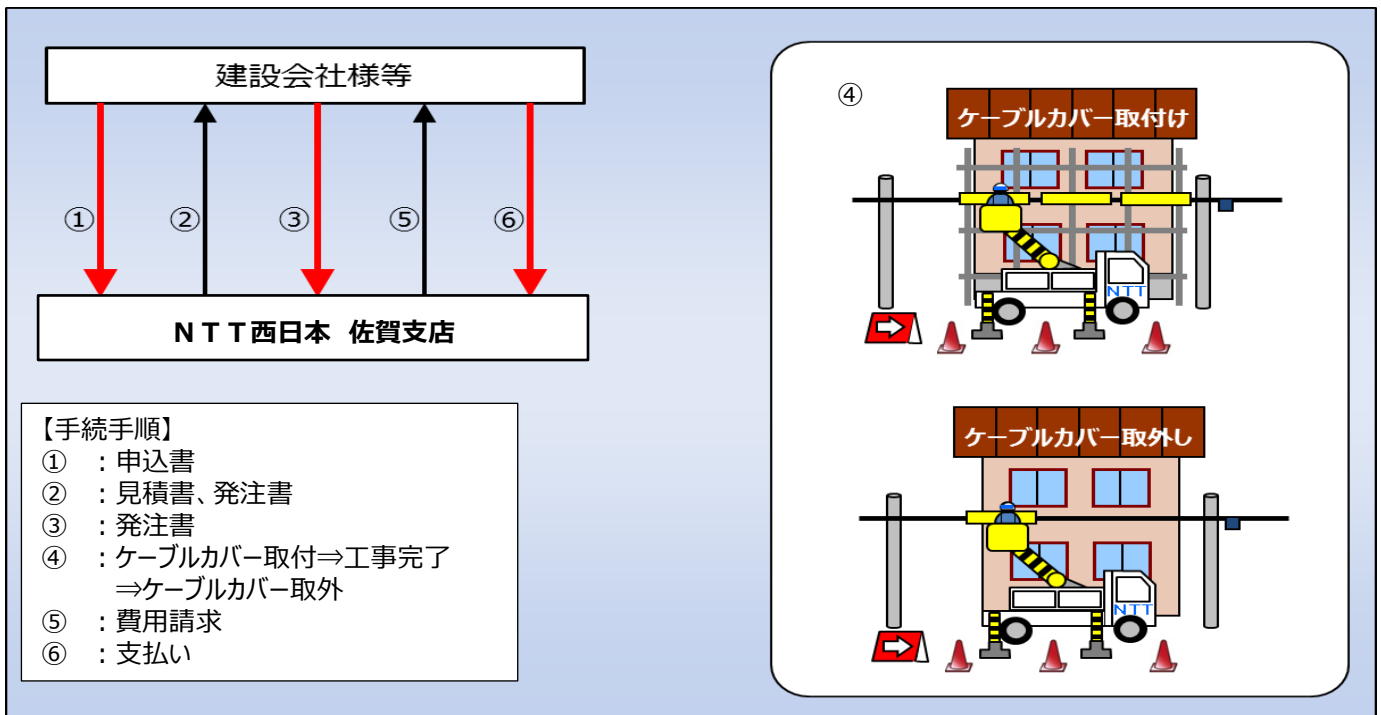 建設会社様等
①
②
③
⑤
⑥
ＮＴＴ西日本 佐賀支店
【手続手順】
① ：申込書
② ：見積書、発注書
③ ：発注書
④ ：ケーブルカバー取付⇒工事完了
⇒ケーブルカバー取外
⑤ ：費用請求
⑥ ：支払い
④
ケーブルカバー取付け
NTT
ケーブルカバー取外し
NTT